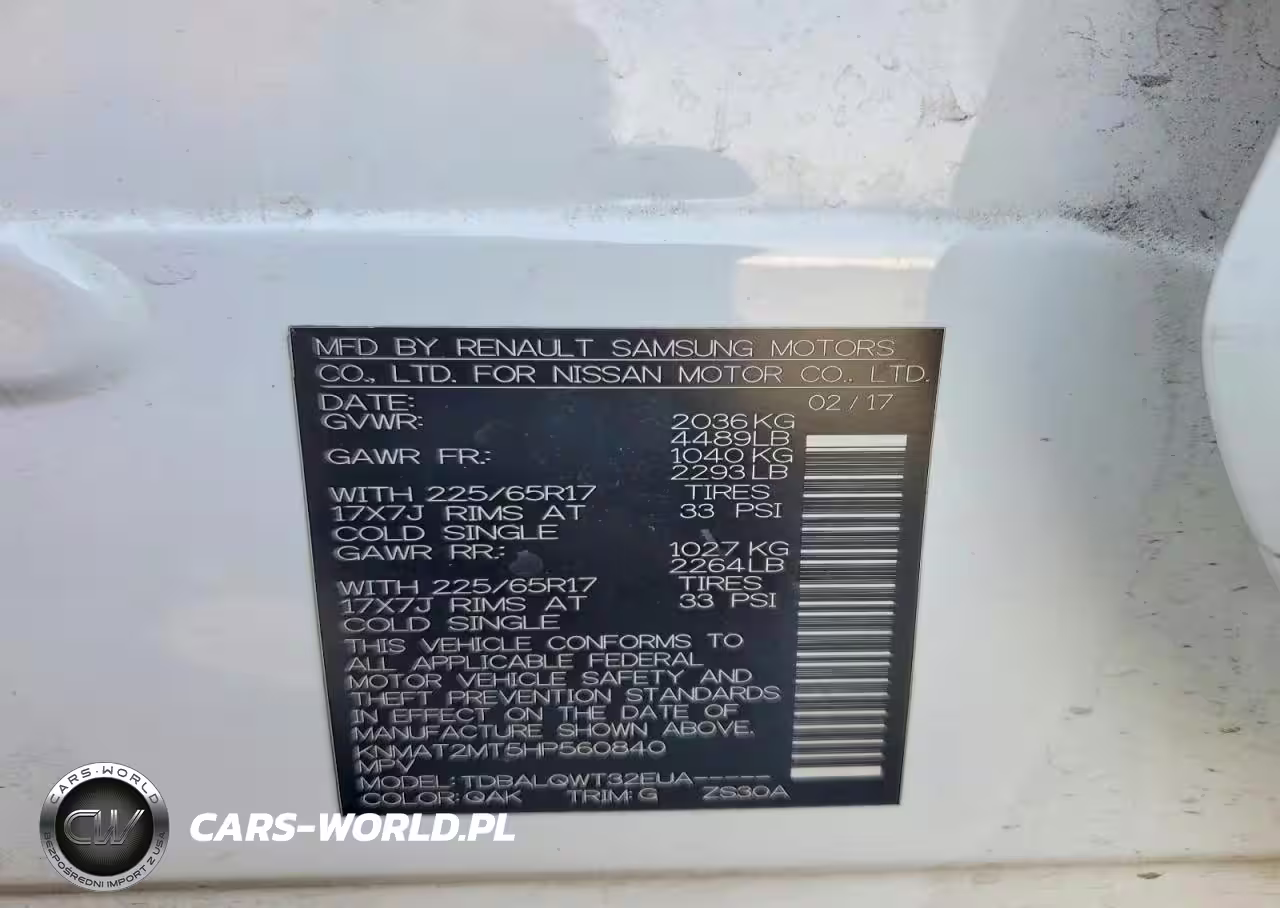 MFD BY RENAULT SAMSUNG MOTORS
CO., LTD. FOR NISSAN MOTOR CO., LTD.
DATE: 02 / 17
GVWR: 2036 KG
4489LB
GAWR FR.: 1040 KG
2293 LB
WITH 225/65R17 TIRES
17X7J RIMS AT 33 PSI
COLD SINGLE
GAWR RR.: 1027 KG
2264 LB
WITH 225/65R17 TIRES
17X7J RIMS AT 33 PSI
COLD SINGLE
THIS VEHICLE CONFORMS TO
ALL APPLICABLE FEDERAL
MOTOR VEHICLE SAFETY AND
THEFT PREVENTION STANDARDS
IN EFFECT ON THE DATE OF
MANUFACTURE SHOWN ABOVE.
KNMAT2MT5HP560840
MPV
MODEL: TDBALQWT32EUA-----
COLOR: QAK TRIM: G ZS30A
CARS-WORLD
CW
BEZPOŚREDNI IMPORT Z USA
CARS-WORLD.PL